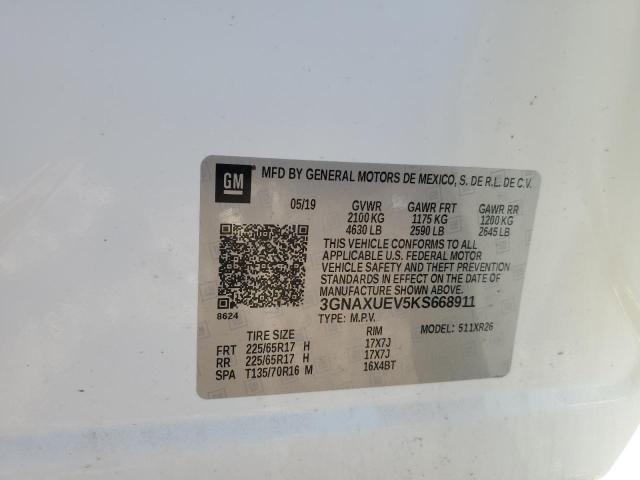 GM MFD BY GENERAL MOTORS DE MEXICO, S. DE R.L. DE C.V.
05/19 GVWR GAWR FRT GAWR RR
2100 KG 1175 KG 1200 KG
4630 LB 2590 LB 2645 LB
THIS VEHICLE CONFORMS TO ALL
APPLICABLE U.S. FEDERAL MOTOR
VEHICLE SAFETY AND THEFT PREVENTION
STANDARDS IN EFFECT ON THE DATE OF
MANUFACTURE SHOWN ABOVE.
8624 3GNAXUEV5KS668911
TYPE: M.P.V.
TIRE SIZE RIM MODEL: 511XR26
FRT 225/65R17 H 17X7J
RR 225/65R17 H 17X7J
SPA T135/70R16 M 16X4BT